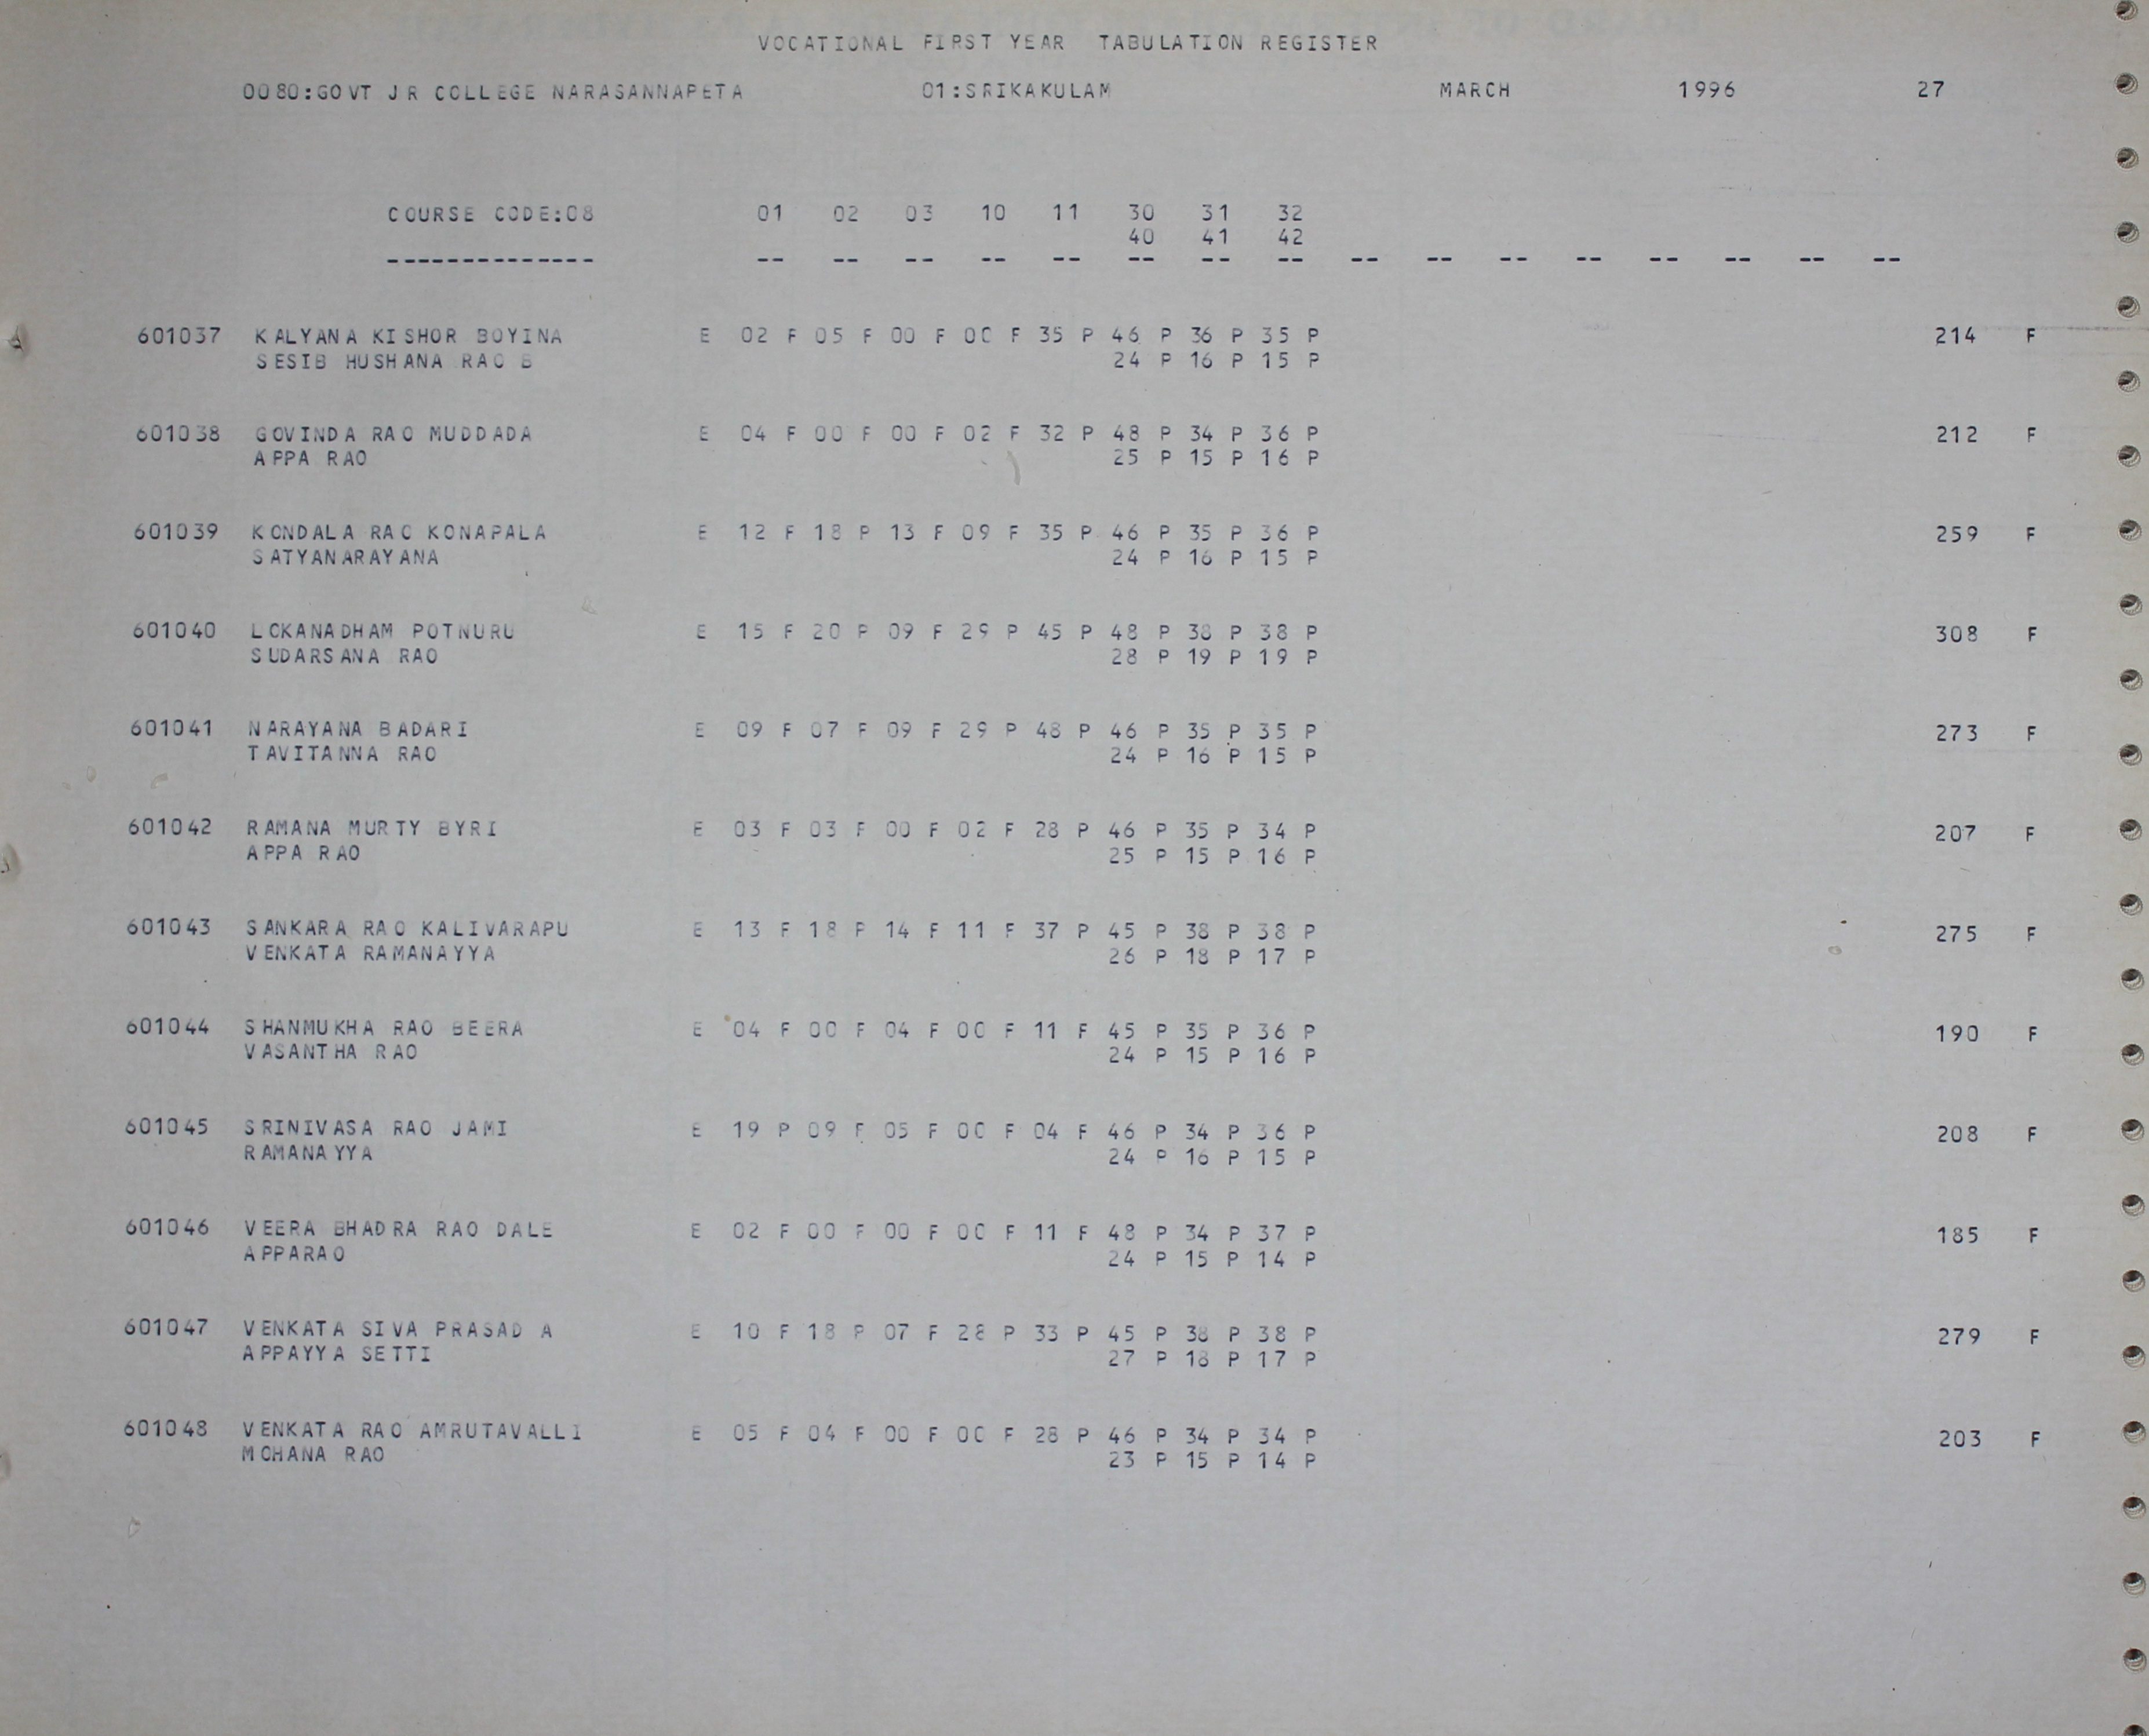 VOCATIONAL FIRST YEAR TABULATION REGISTER
0080:GOVT JR COLLEGE NARASANNAPETA 01:SRIKAKULAM MARCH 1996 27
COURSE CODE:08 01 02 03 10 11 30 31 32
40 41 42
-------------- -- -- -- -- -- -- -- -- -- -- -- -- -- -- -- --
601037 KALYANA KISHOR BOYINA E 02 F 05 F 00 F 00 F 35 P 46 P 36 P 35 P 214 F
SESIB HUSHANA RAO B 24 P 16 P 15 P
601038 GOVINDA RAO MUDDADA E 04 F 00 F 00 F 02 F 32 P 48 P 34 P 36 P 212 F
APPA RAO 25 P 15 P 16 P
601039 KONDALA RAO KONAPALA E 12 F 18 P 13 F 09 F 35 P 46 P 35 P 36 P 259 F
SATYANARAYANA 24 P 16 P 15 P
601040 LOKANADHAM POTNURU E 15 F 20 P 09 F 29 P 45 P 48 P 38 P 38 P 308 F
SUDARSANA RAO 28 P 19 P 19 P
601041 NARAYANA BADARI E 09 F 07 F 09 F 29 P 48 P 46 P 35 P 35 P 273 F
TAVITANNA RAO 24 P 16 P 15 P
601042 RAMANA MURTY BYRI E 03 F 03 F 00 F 02 F 28 P 46 P 35 P 34 P 207 F
APPA RAO 25 P 15 P 16 P
601043 SANKARA RAO KALIVARAPU E 13 F 18 P 14 F 11 F 37 P 45 P 38 P 38 P 275 F
VENKATA RAMANAYYA 26 P 18 P 17 P
601044 SHANMUKHA RAO BEERA E 04 F 00 F 04 F 00 F 11 F 45 P 35 P 36 P 190 F
VASANTHA RAO 24 P 15 P 16 P
601045 SRINIVASA RAO JAMI E 19 P 09 F 05 F 00 F 04 F 46 P 34 P 36 P 208 F
RAMANAYYA 24 P 16 P 15 P
601046 VEERA BHADRA RAO DALE E 02 F 00 F 00 F 00 F 11 F 48 P 34 P 37 P 185 F
APPARAO 24 P 15 P 14 P
601047 VENKATA SIVA PRASAD A E 10 F 18 P 07 F 28 P 33 P 45 P 38 P 38 P 279 F
APPAYYA SETTI 27 P 18 P 17 P
601048 VENKATA RAO AMRUTAVALLI E 05 F 04 F 00 F 00 F 28 P 46 P 34 P 34 P 203 F
MOHANA RAO 23 P 15 P 14 P